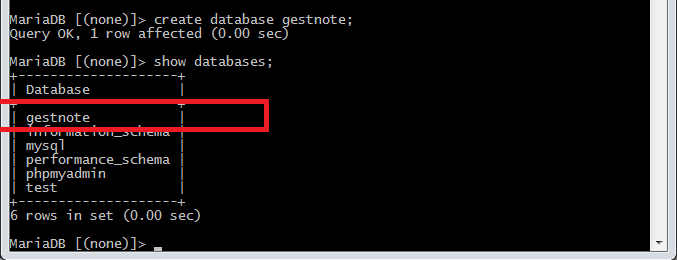 MariaDB [(none)]> create database gestnote;
Query OK, 1 row affected (0.00 sec)
MariaDB [(none)]> show databases;
+--------------------+
| Database           |
| gestnote           |
| information_schema |
| mysql              |
| performance_schema |
| phpmyadmin         |
| test               |
+--------------------+
6 rows in set (0.00 sec)
MariaDB [(none)]> _